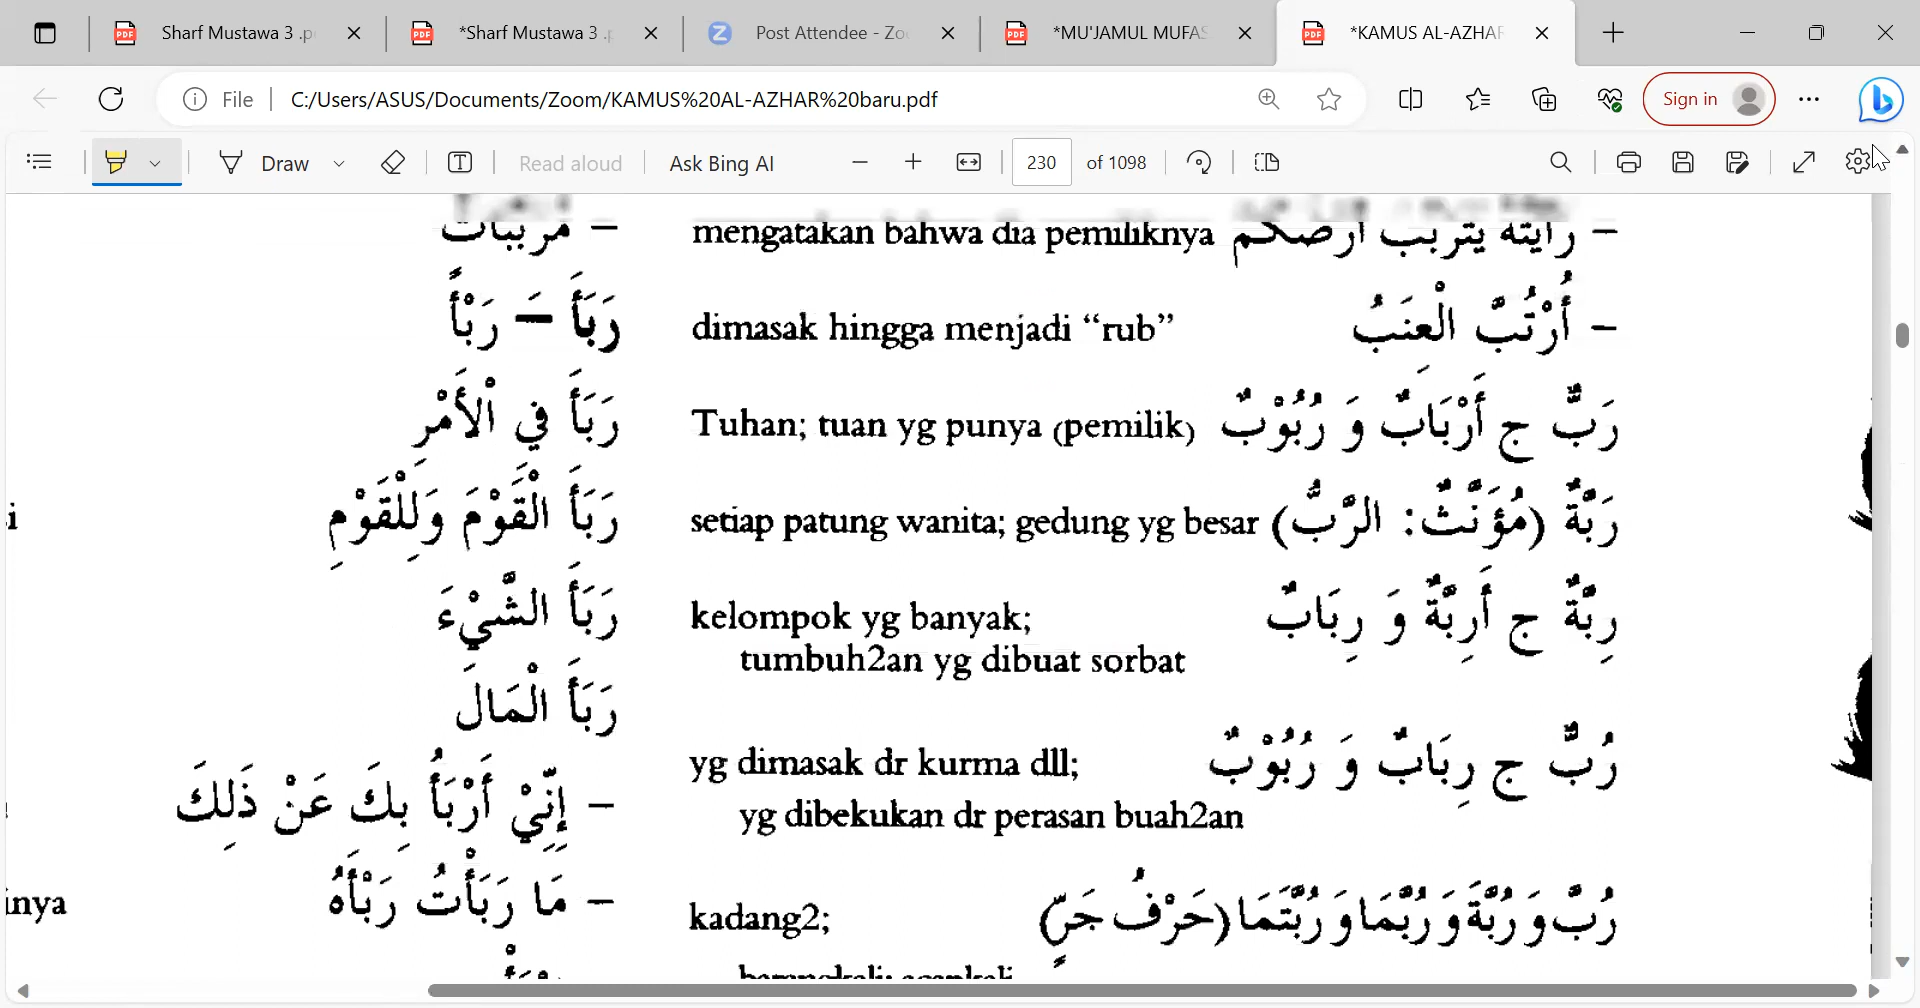 Sharf Mustawa 3 .p
*Sharf Mustawa 3 .p
Post Attendee - Zo
*MU'JAMUL MUFAS
*KAMUS AL-AZHAR
File C:/Users/ASUS/Documents/Zoom/KAMUS%20AL-AZHAR%20baru.pdf
Sign in
Draw
Read aloud
Ask Bing AI
230 of 1098
– رَأَيْتُهُ يَتَرَبَّبُ أَرْضَكُمْ mengatakan bahwa dia pemiliknya
– أُرْتُبَّ الْعِنَبُ dimasak hingga menjadi “rub”
رَبٌّ ج أَرْبَابٌ وَ رُبُوْبٌ Tuhan; tuan yg punya (pemilik)
رَبَّةٌ (مُؤَنَّثٌ: الرَّبُّ) setiap patung wanita; gedung yg besar
رِبَّةٌ ج أَرِبَّةٌ وَ رِبَابٌ kelompok yg banyak;
tumbuh2an yg dibuat sorbat
رُبٌّ ج رِبَابٌ وَ رُبُوْبٌ yg dimasak dr kurma dll;
yg dibekukan dr perasan buah2an
رُبَّ وَ رُبَّةَ وَ رُبَّمَا وَ رُبَّتَمَا (حَرْفُ جَرٍّ) kadang2;
– مُرَبَّبَاتٌ
رَبَأَ – رَبْأً
رَبَأَ فِي الْأَمْرِ
رَبَأَ الْقَوْمَ وَلِلْقَوْمِ
رَبَأَ الشَّيْءَ
رَبَأَ الْمَالَ
– إِنِّيْ أَرْبَأُ بِكَ عَنْ ذَلِكَ
– مَا رَبَأْتُ رَبْأَهُ
inya